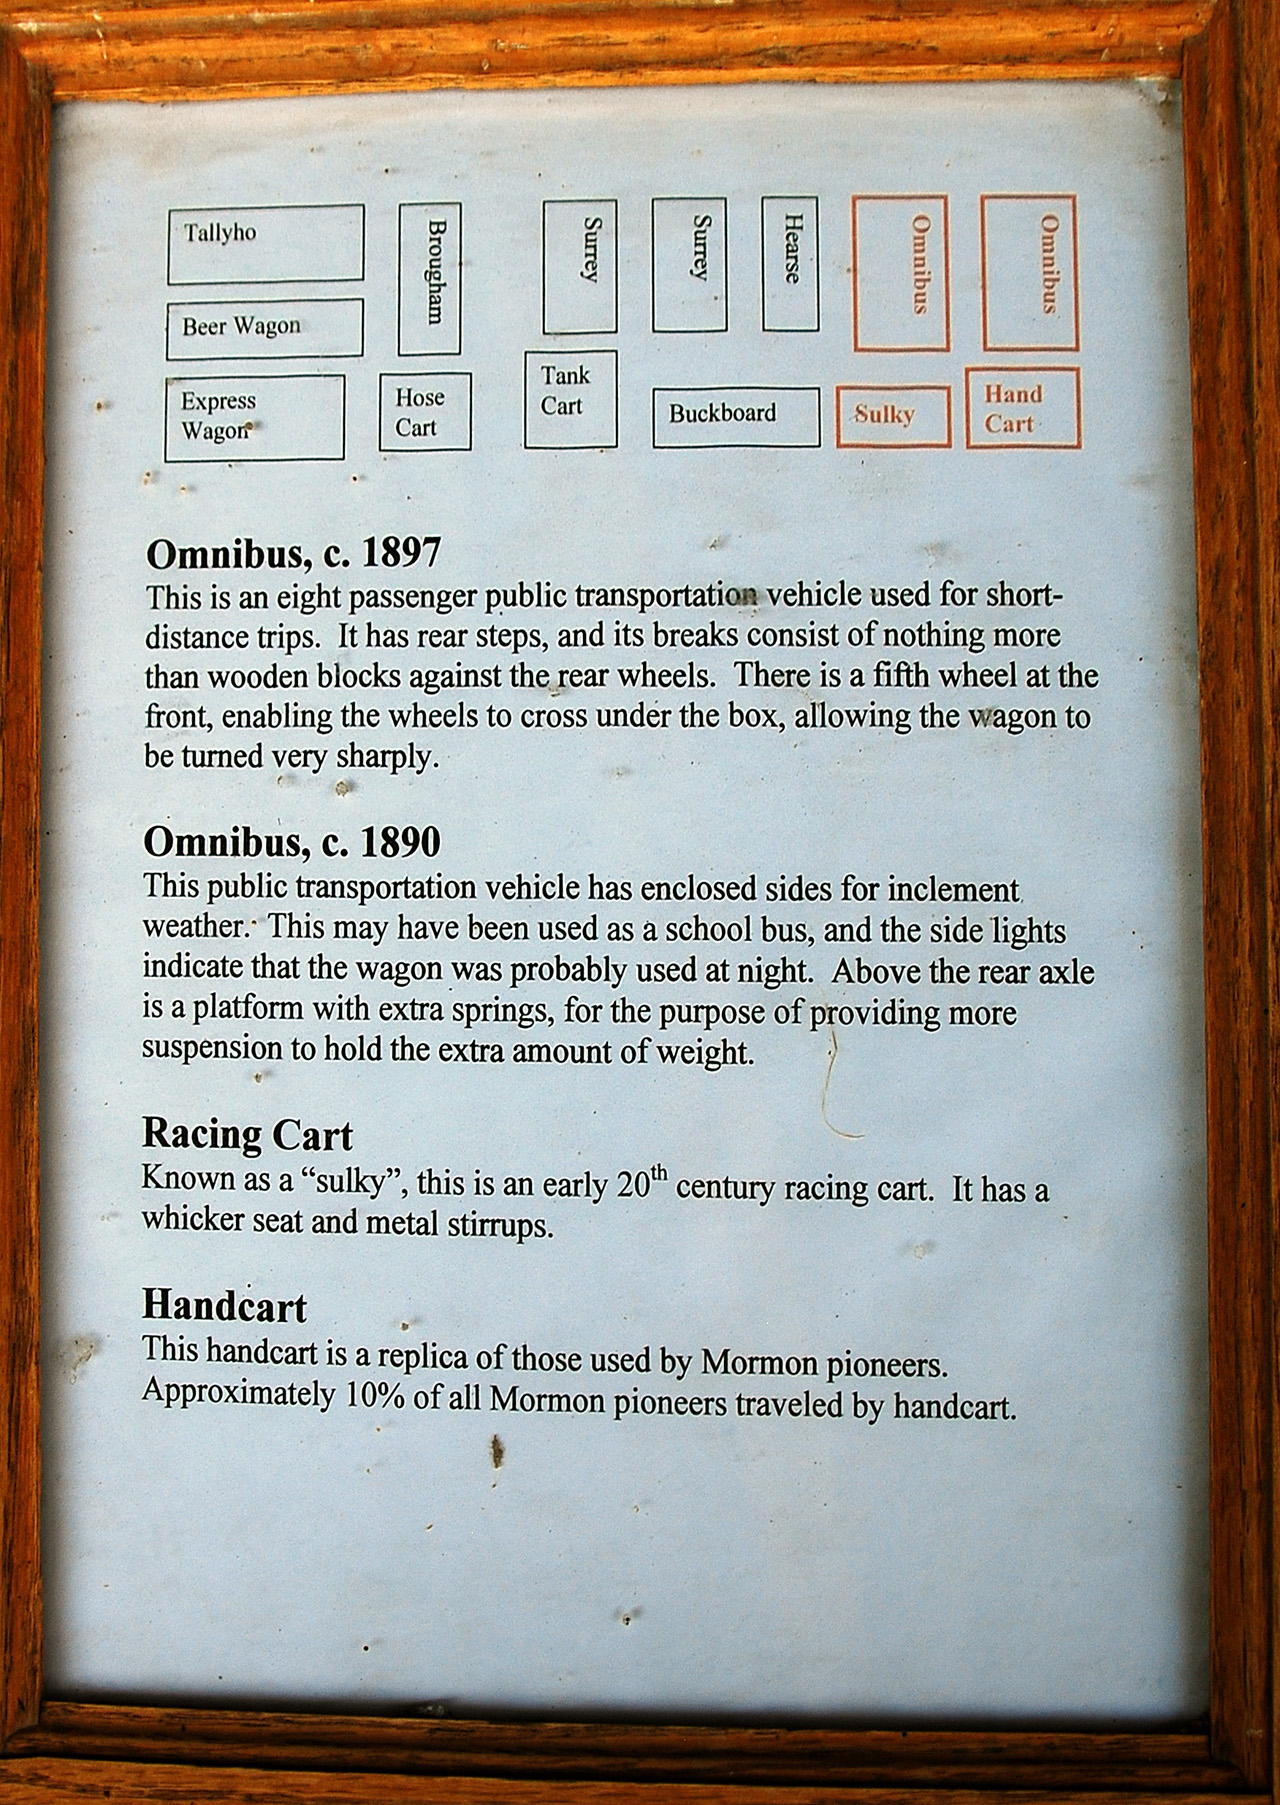 Tallyho
Brougham
Surrey
Surrey
Hearse
Omnibus
Omnibus
Beer Wagon
Express
Wagon
Hose
Cart
Tank
Cart
Buckboard
Sulky
Hand
Cart
Omnibus, c. 1897
This is an eight passenger public transportation vehicle used for short-
distance trips. It has rear steps, and its breaks consist of nothing more
than wooden blocks against the rear wheels. There is a fifth wheel at the
front, enabling the wheels to cross under the box, allowing the wagon to
be turned very sharply.
Omnibus, c. 1890
This public transportation vehicle has enclosed sides for inclement
weather. This may have been used as a school bus, and the side lights
indicate that the wagon was probably used at night. Above the rear axle
is a platform with extra springs, for the purpose of providing more
suspension to hold the extra amount of weight.
Racing Cart
Known as a “sulky”, this is an early 20th century racing cart. It has a
whicker seat and metal stirrups.
Handcart
This handcart is a replica of those used by Mormon pioneers.
Approximately 10% of all Mormon pioneers traveled by handcart.